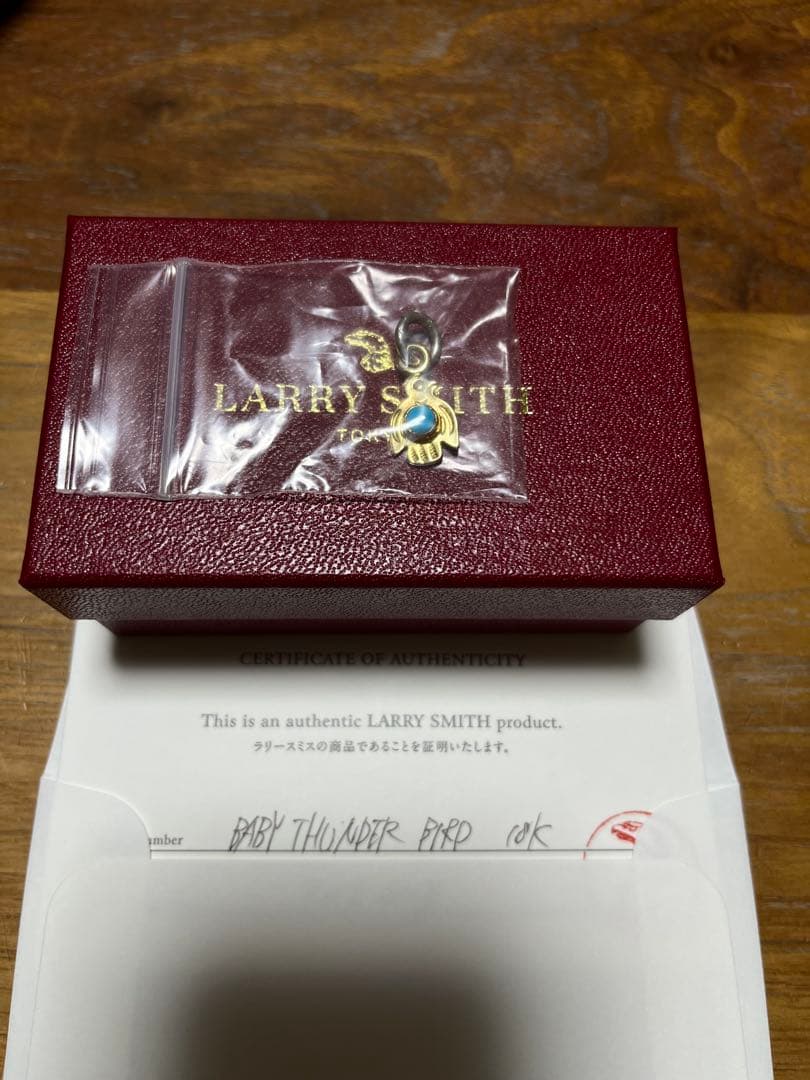 LARRY SMITH
CERTIFICATE OF AUTHENTICITY
This is an authentic LARRY SMITH product.
ラリースミスの商品であることを証明いたします。
BABY THUNDER BIRD 18K